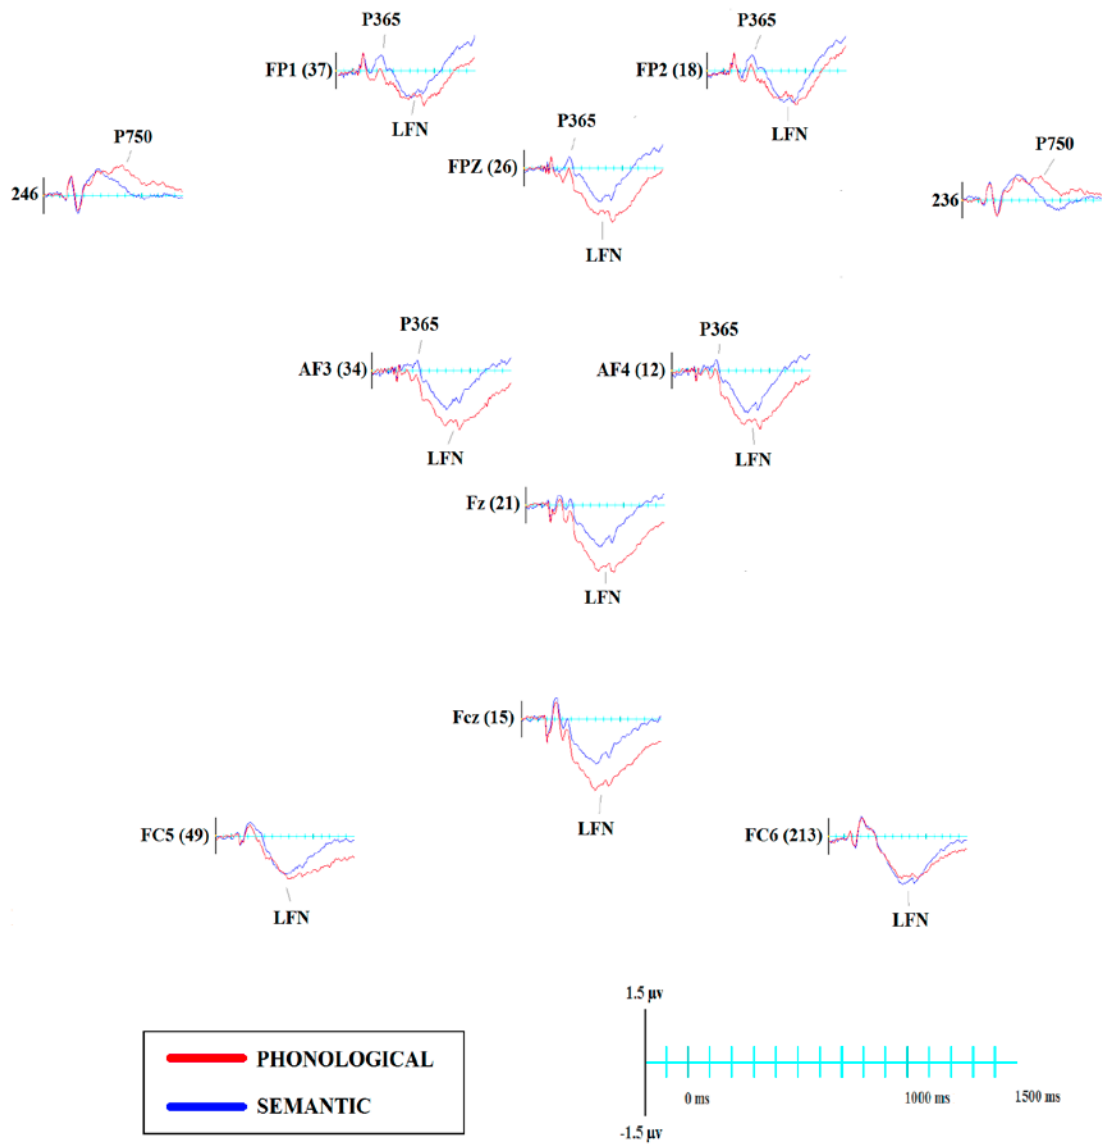 P365
P365
FP1 (37)
FP2 (18)
LFN
LFN
P365
P750
P750
FPZ (26)
246
236
LFN
P365
P365
AF3 (34)
AF4 (12)
LFN
LFN
Fz (21)
LFN
Fcz (15)
LFN
FC5 (49)
FC6 (213)
LFN
LFN
1.5 μv
PHONOLOGICAL
SEMANTIC
0 ms
1000 ms
1500 ms
-1.5 μv